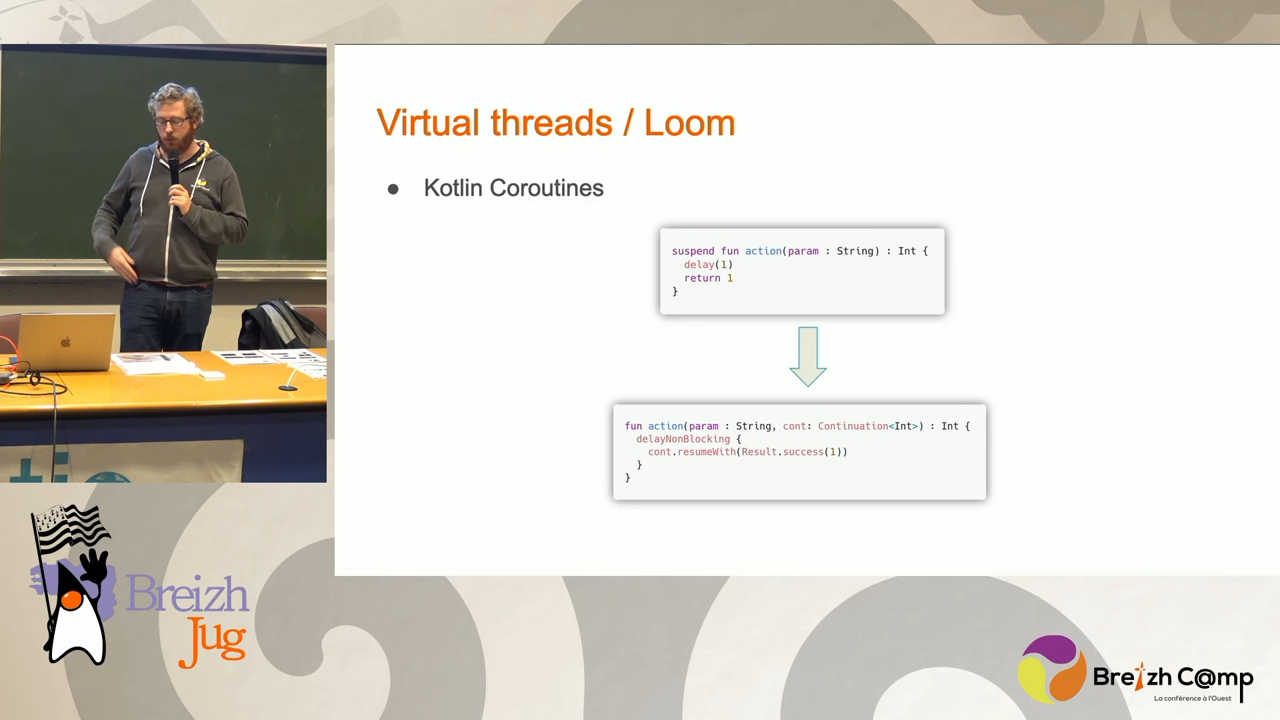 Virtual threads / Loom
● Kotlin Coroutines
suspend fun action(param : String) : Int {
delay(1)
return 1
}
fun action(param : String, cont: Continuation<Int>) : Int {
delayNonBlocking {
cont.resumeWith(Result.success(1))
}
}
Breizh
Jug
Breizh C@mp
La conférence à l'Ouest